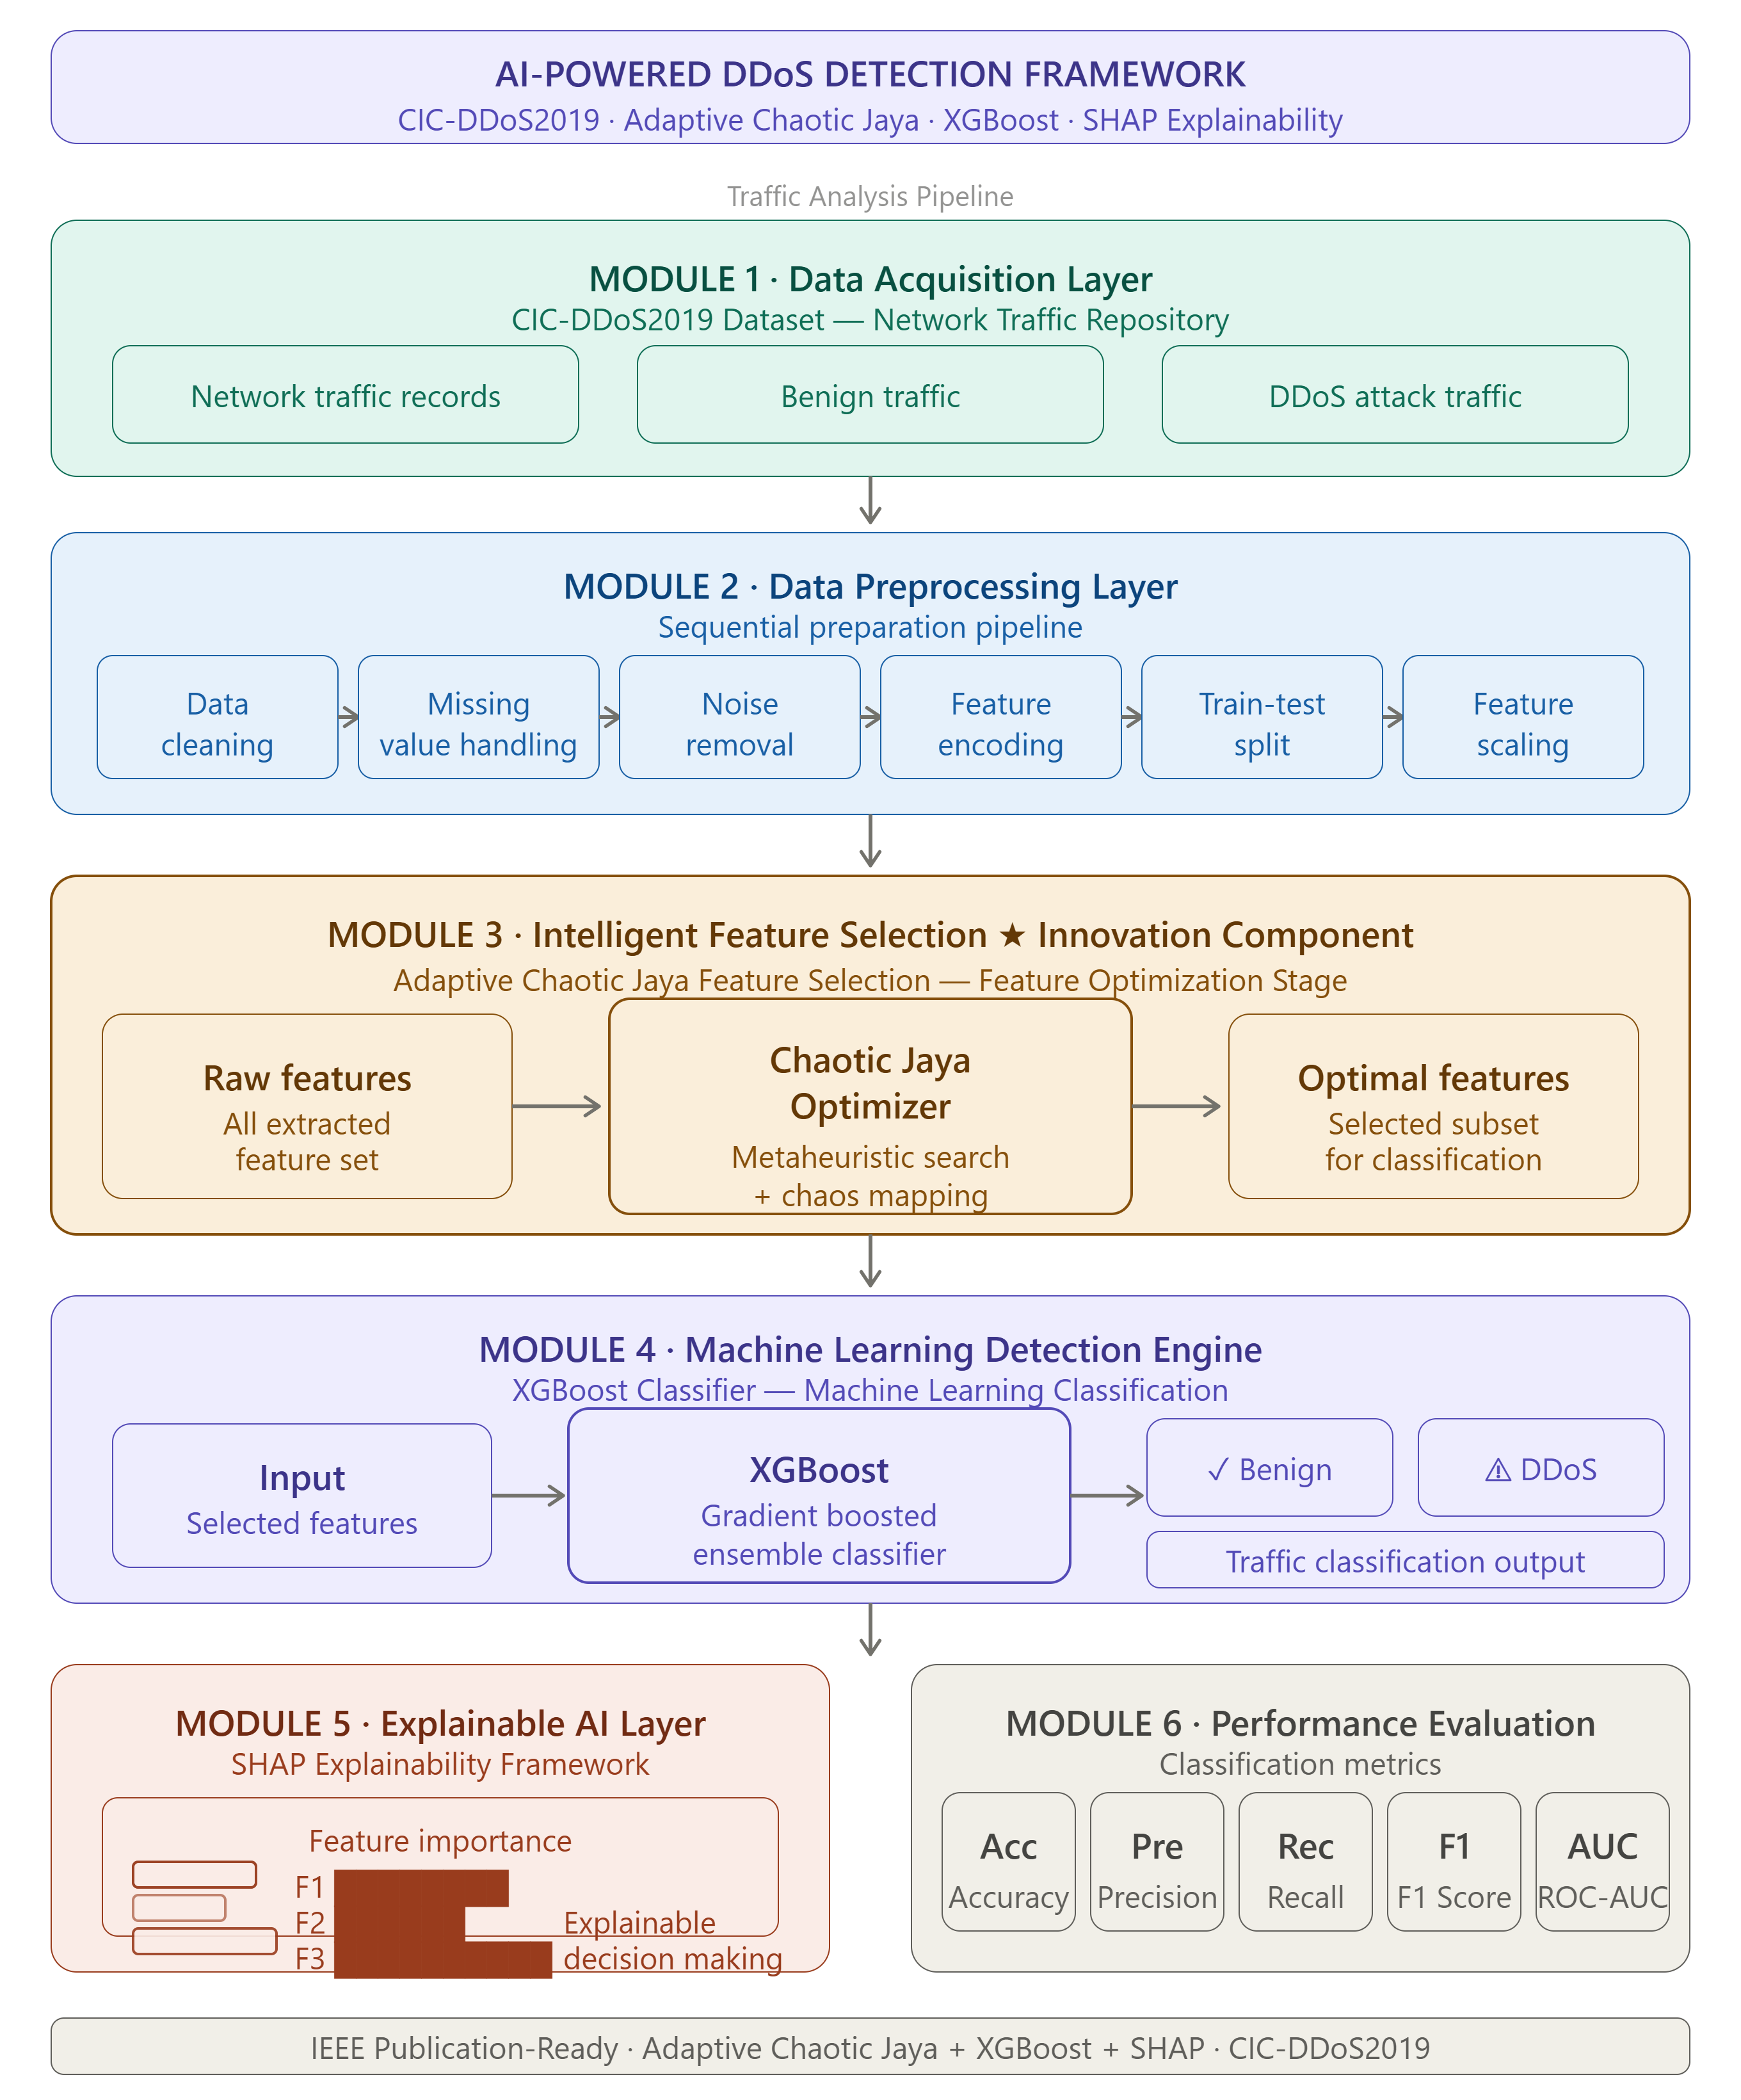 AI-POWERED DDoS DETECTION FRAMEWORK
CIC-DDoS2019 · Adaptive Chaotic Jaya · XGBoost · SHAP Explainability
Traffic Analysis Pipeline
MODULE 1 · Data Acquisition Layer
CIC-DDoS2019 Dataset — Network Traffic Repository
Network traffic records
Benign traffic
DDoS attack traffic
MODULE 2 · Data Preprocessing Layer
Sequential preparation pipeline
Data
cleaning
Missing
value handling
Noise
removal
Feature
encoding
Train-test
split
Feature
scaling
MODULE 3 · Intelligent Feature Selection ★ Innovation Component
Adaptive Chaotic Jaya Feature Selection — Feature Optimization Stage
Raw features
All extracted
feature set
Chaotic Jaya
Optimizer
Metaheuristic search
+ chaos mapping
Optimal features
Selected subset
for classification
MODULE 4 · Machine Learning Detection Engine
XGBoost Classifier — Machine Learning Classification
Input
Selected features
XGBoost
Gradient boosted
ensemble classifier
✓ Benign
⚠ DDoS
Traffic classification output
MODULE 5 · Explainable AI Layer
SHAP Explainability Framework
Feature importance
F1
F2
F3
Explainable
decision making
MODULE 6 · Performance Evaluation
Classification metrics
Acc
Accuracy
Pre
Precision
Rec
Recall
F1
F1 Score
AUC
ROC-AUC
IEEE Publication-Ready · Adaptive Chaotic Jaya + XGBoost + SHAP · CIC-DDoS2019